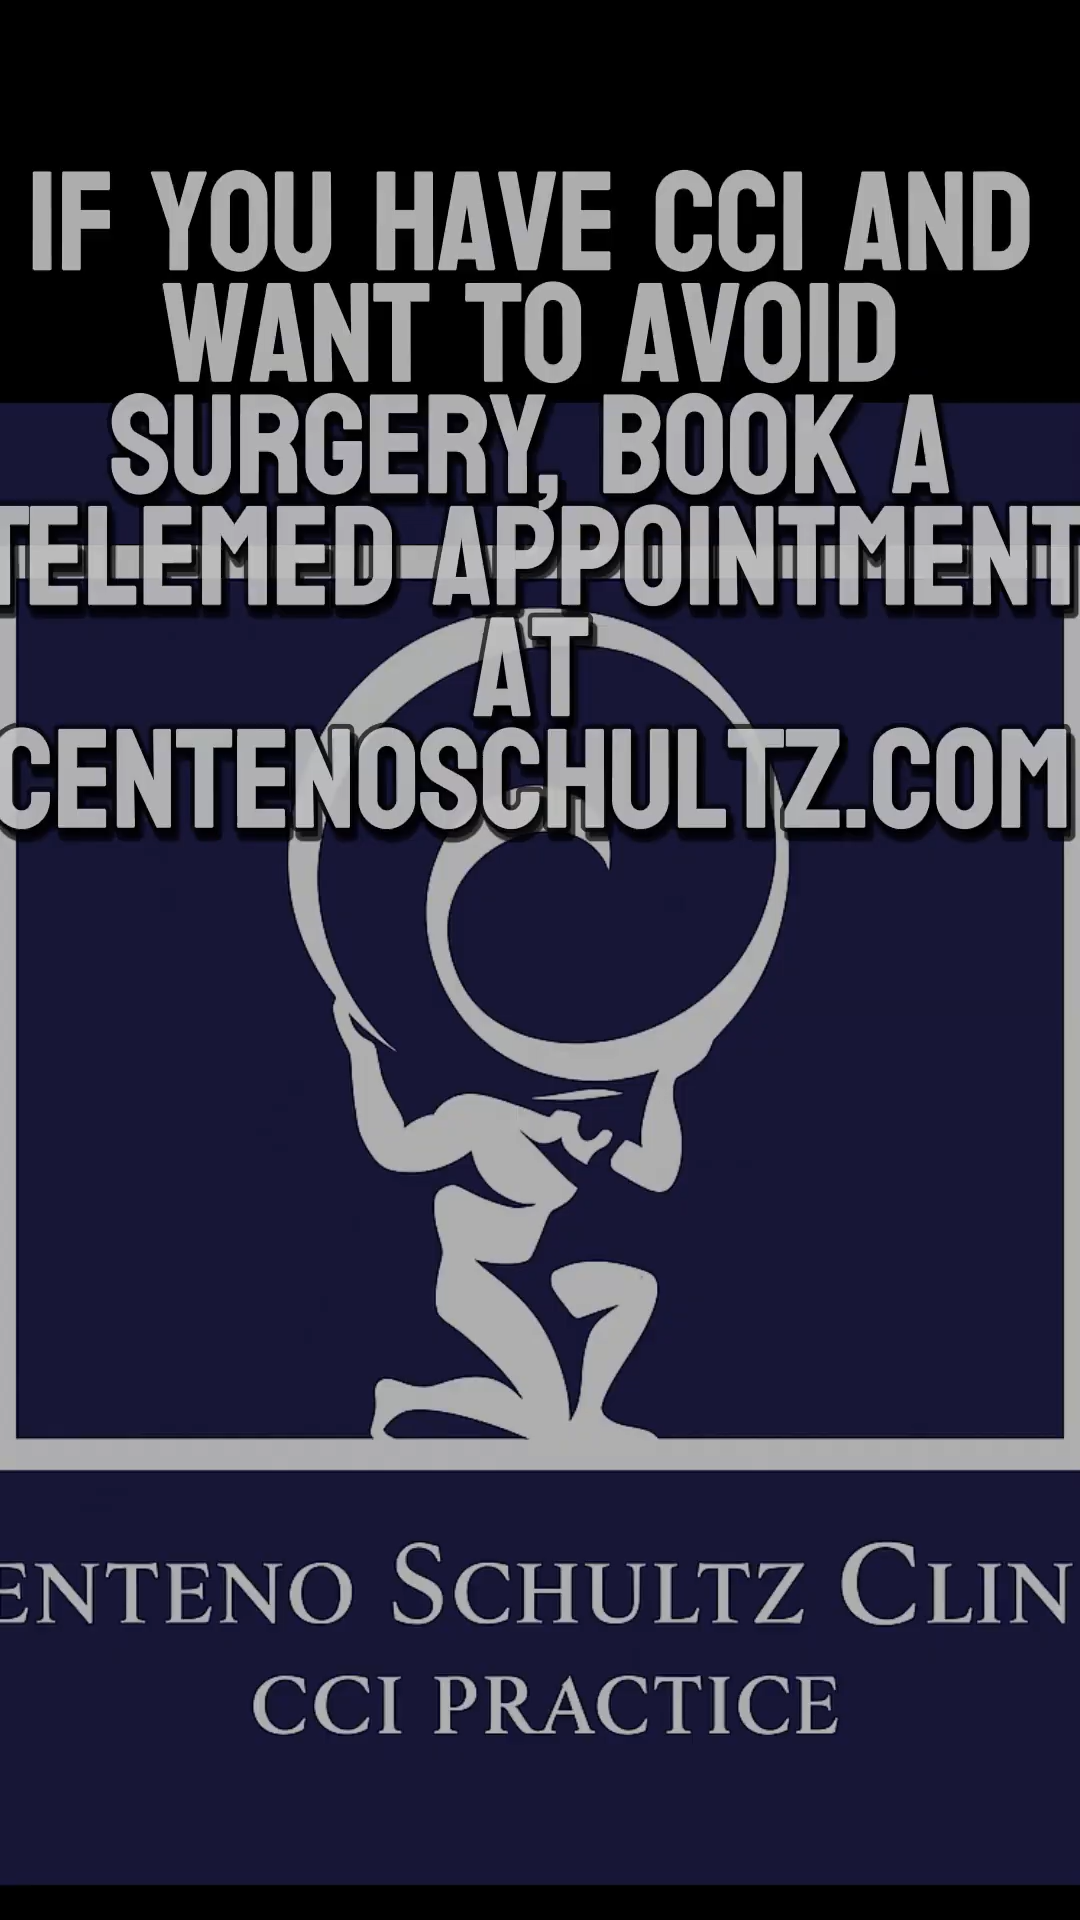 IF YOU HAVE CCI AND
WANT TO AVOID
SURGERY, BOOK A
TELEMED APPOINTMENT
AT
CENTENOSCHULTZ.COM
ENTENO SCHULTZ CLIN
CCI PRACTICE